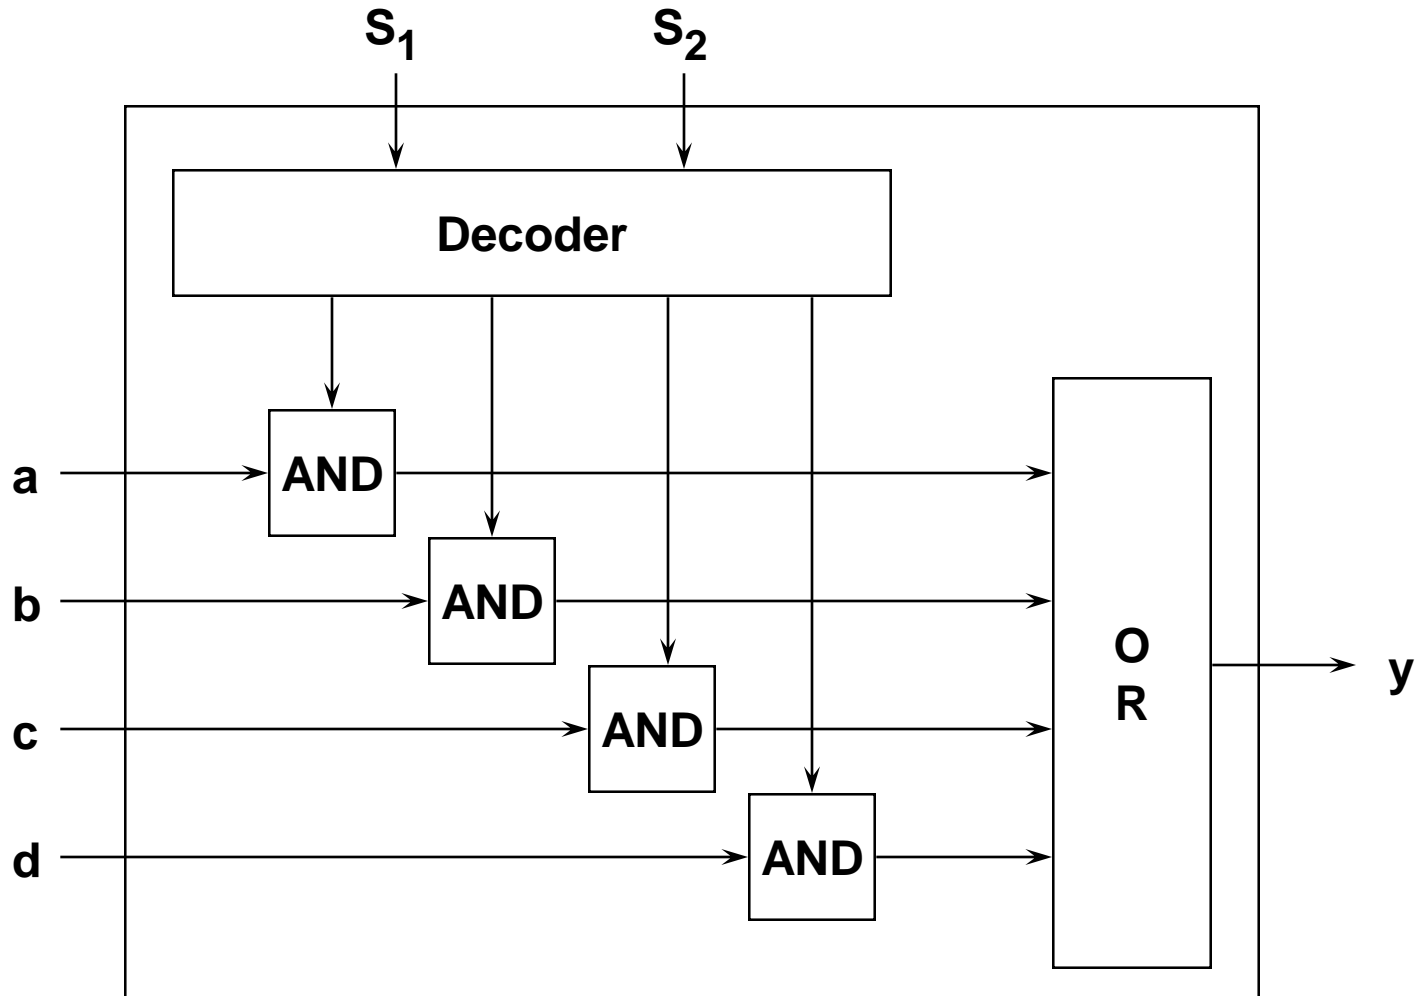 S₁ S₂
Decoder
a AND
b AND
O
R
y
c AND
d AND